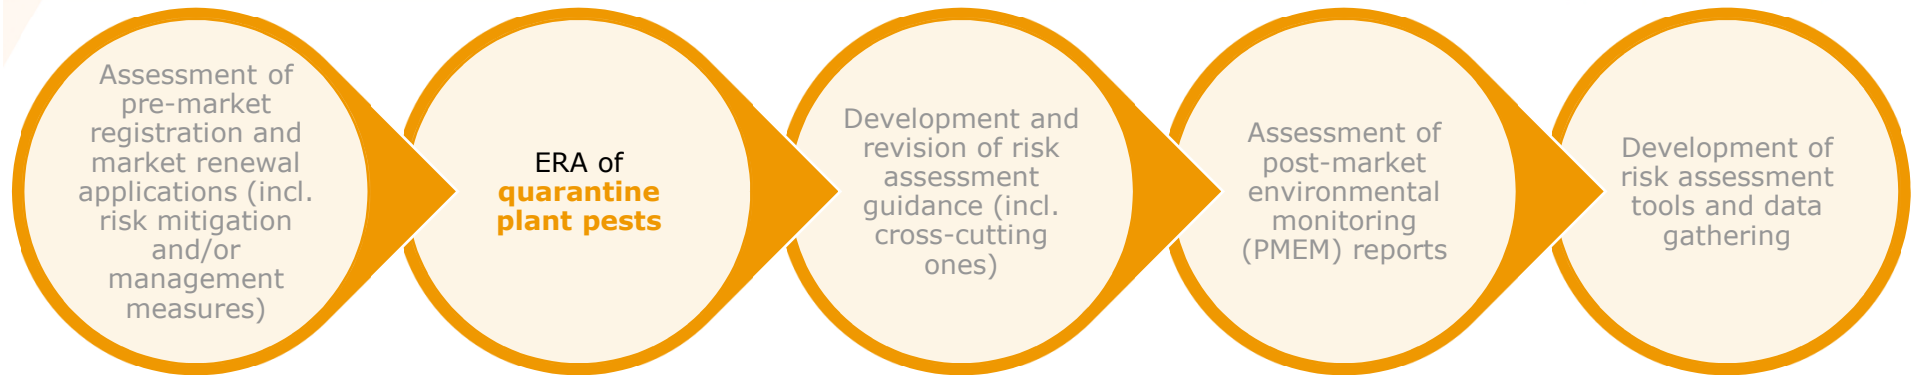 Assessment of
pre-market
registration and
market renewal
applications (incl.
risk mitigation
and/or
management
measures)
ERA of
quarantine
plant pests
Development and
revision of risk
assessment
guidance (incl.
cross-cutting
ones)
Assessment of
post-market
environmental
monitoring
(PMEM) reports
Development of
risk assessment
tools and data
gathering